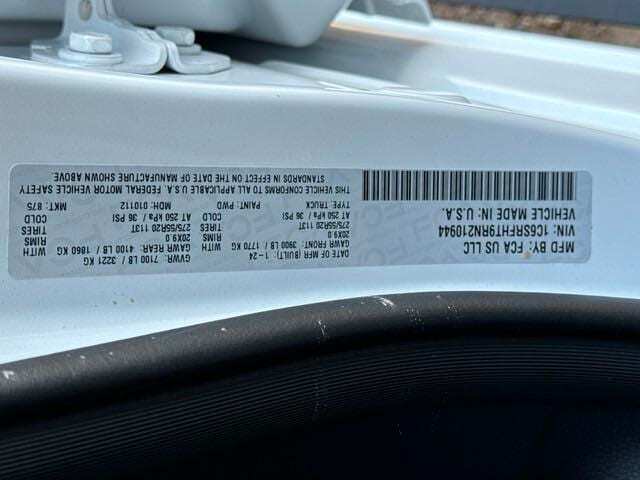 MFD BY: FCA US LLC
VIN: 1C6SRFHT9RN210944
VEHICLE MADE IN: U.S.A.
DATE OF MFR (BUILT): 1-24
GVWR: 7100 LB / 3221 KG
GAWR FRONT: 3900 LB / 1770 KG
GAWR REAR: 4100 LB / 1860 KG
20X9.0 RIMS
20X9.0 RIMS
275/55R20 113T TIRES
275/55R20 113T TIRES
AT 250 kPa / 36 PSI COLD
AT 250 kPa / 36 PSI COLD
TYPE: TRUCK PAINT: PWD MDH: 010112 MKT: 875
THIS VEHICLE CONFORMS TO ALL APPLICABLE U.S.A. FEDERAL MOTOR VEHICLE SAFETY
STANDARDS IN EFFECT ON THE DATE OF MANUFACTURE SHOWN ABOVE.